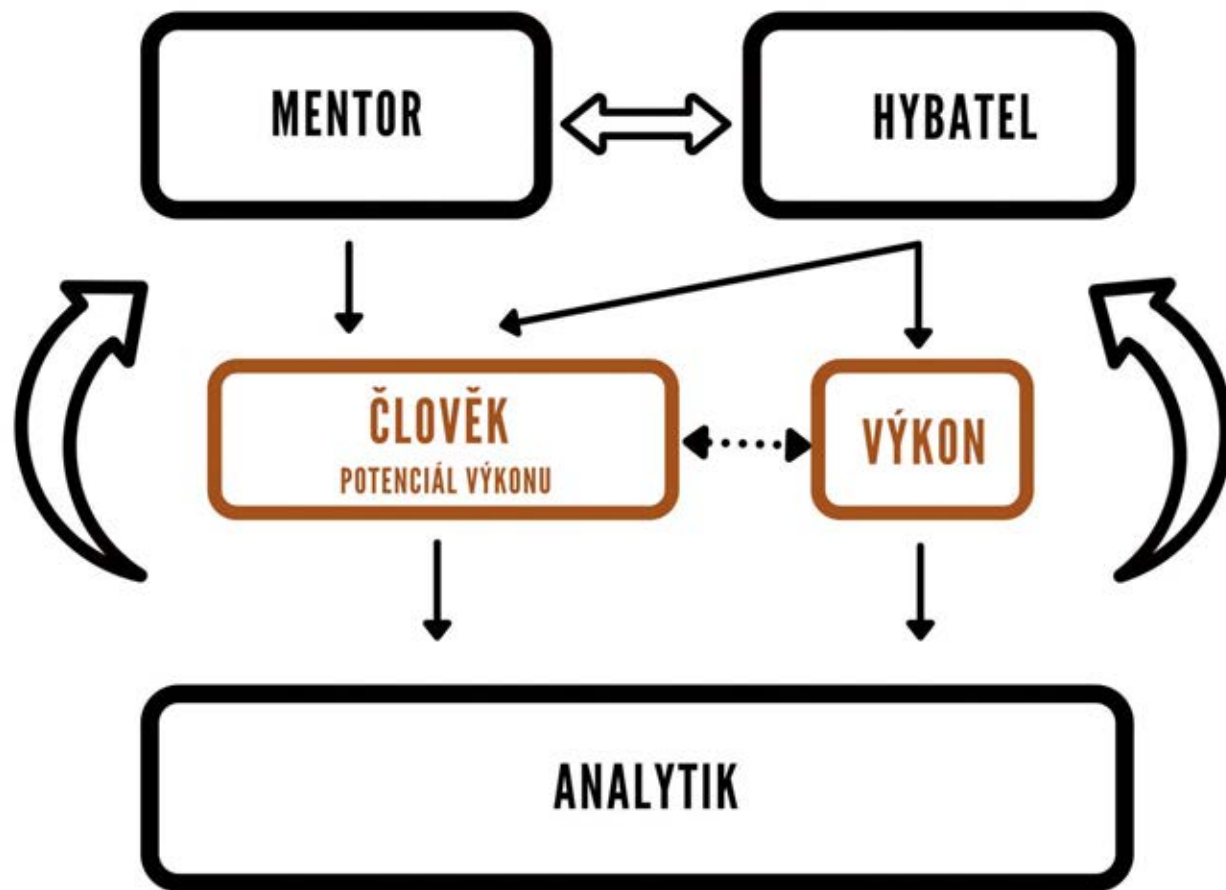 MENTOR
HYBATEL
ČLOVĚK
POTENCIÁL VÝKONU
VÝKON
ANALYTIK